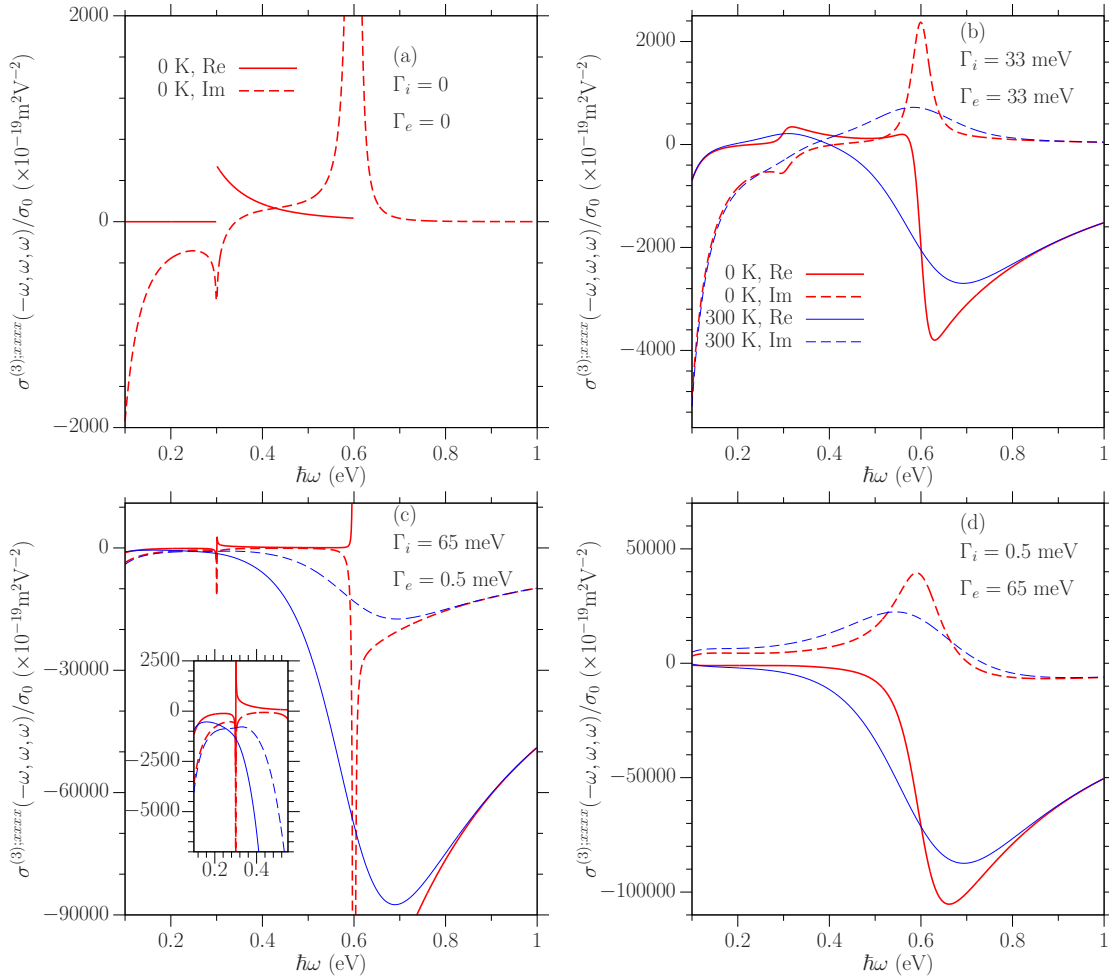 (a)
0 K, Re
0 K, Im
Γᵢ = 0
Γₑ = 0
2000
0
−2000
0.2 0.4 0.6 0.8 1
ħω (eV)
σ⁽³⁾;ˣˣˣˣ(−ω, ω, ω)/σ₀ (×10⁻¹⁹m²V⁻²)
(b)
Γᵢ = 33 meV
Γₑ = 33 meV
0 K, Re
0 K, Im
300 K, Re
300 K, Im
2000
0
−2000
−4000
0.2 0.4 0.6 0.8 1
ħω (eV)
σ⁽³⁾;ˣˣˣˣ(−ω, ω, ω)/σ₀ (×10⁻¹⁹m²V⁻²)
(c)
Γᵢ = 65 meV
Γₑ = 0.5 meV
0
−30000
−60000
−90000
2500
0
−2500
−5000
0.2 0.4
0.2 0.4 0.6 0.8 1
ħω (eV)
σ⁽³⁾;ˣˣˣˣ(−ω, ω, ω)/σ₀ (×10⁻¹⁹m²V⁻²)
(d)
Γᵢ = 0.5 meV
Γₑ = 65 meV
50000
0
−50000
−100000
0.2 0.4 0.6 0.8 1
ħω (eV)
σ⁽³⁾;ˣˣˣˣ(−ω, ω, ω)/σ₀ (×10⁻¹⁹m²V⁻²)